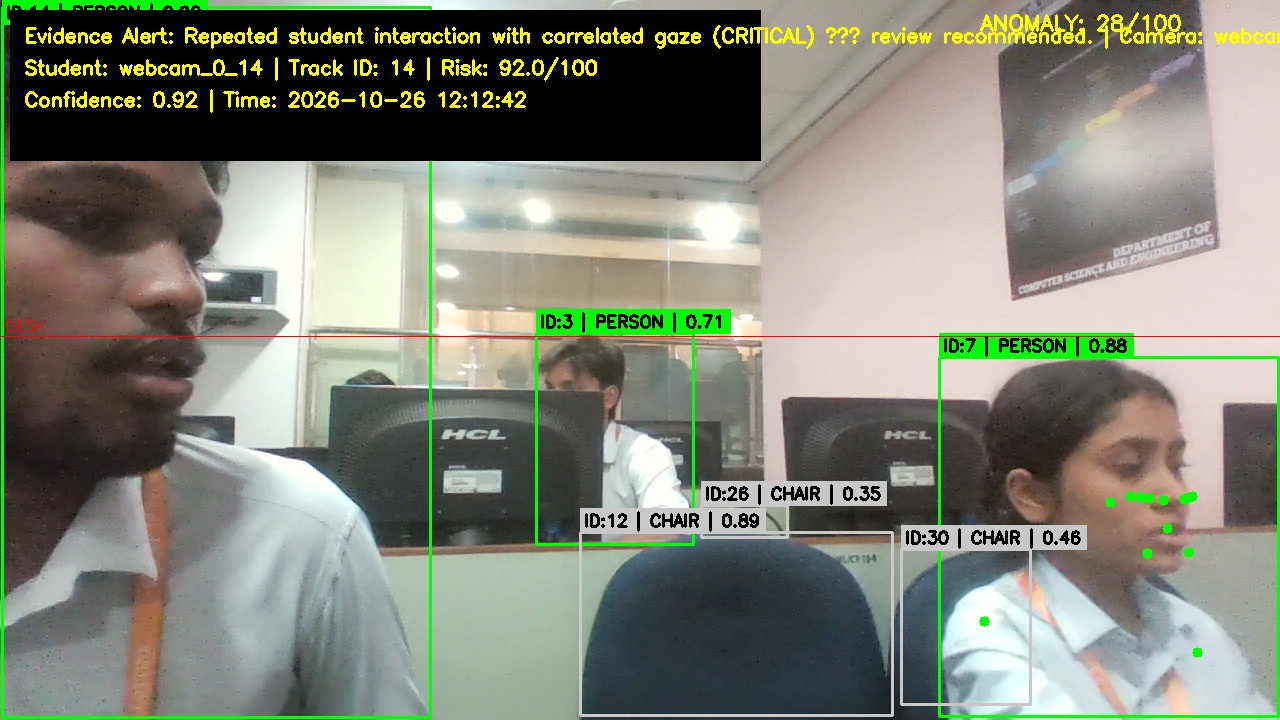 Evidence Alert: Repeated student interaction with correlated gaze (CRITICAL) ??? review recommended. | Camera:
Student: webcam_0_14 | Track ID: 14 | Risk: 92.0/100
Confidence: 0.92 | Time: 2026-10-26 12:12:42
ANOMALY: 28/100
DEPARTMENT OF
COMPUTER SCIENCE AND ENGINEERING
DESK
ID:3 | PERSON | 0.71
ID:7 | PERSON | 0.88
HCL
HCL
HCL
ID:26 | CHAIR | 0.35
ID:12 | CHAIR | 0.89
ID:30 | CHAIR | 0.46